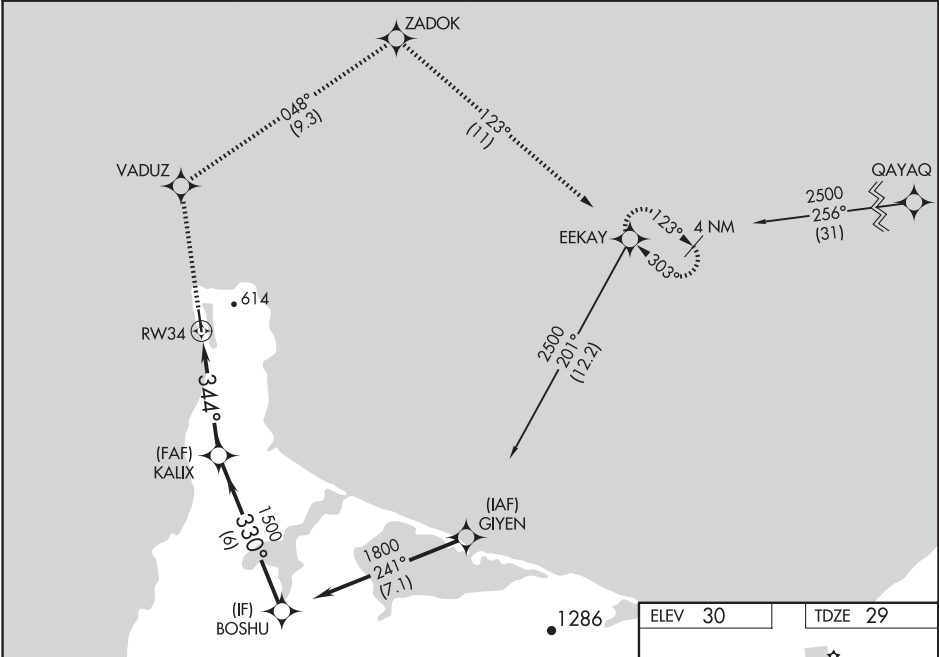 ZADOK
048°
(9.3)
123°
(11)
VADUZ
QAYAQ
2500
256°
(31)
EEKAY
123°
4 NM
303°
614
RW34
2500
201°
(12.2)
344°
(FAF)
KALIX
(IAF)
GIYEN
1500
330°
(6)
1800
241°
(7.1)
(IF)
BOSHU
1286
ELEV 30
TDZE 29